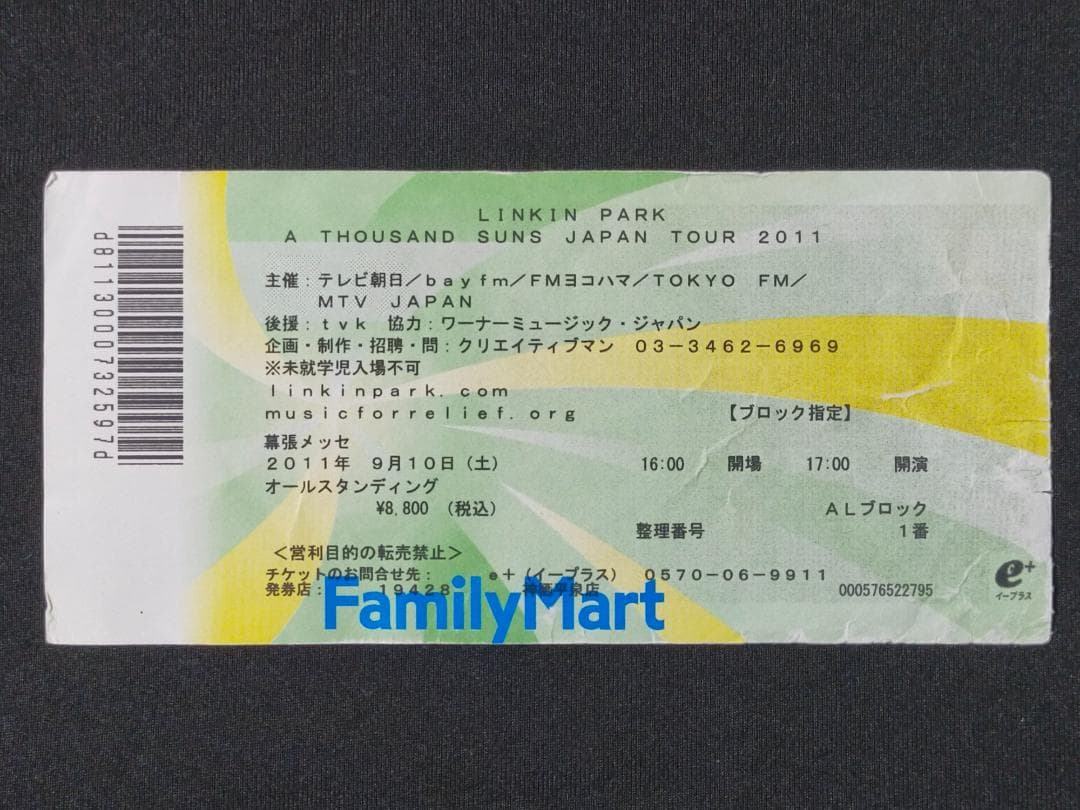 LINKIN PARK
A THOUSAND SUNS JAPAN TOUR 2011
主催：テレビ朝日／bayfm／FMヨコハマ／TOKYO FM／
MTV JAPAN
後援：tvk 協力：ワーナーミュージック・ジャパン
企画・制作・招聘・問：クリエイティブマン 03－3462－6969
※未就学児入場不可
linkinpark.com
musicforrelief.org 【ブロック指定】
幕張メッセ
2011年 9月10日（土） 16:00 開場 17:00 開演
オールスタンディング
¥8,800 （税込） ALブロック
整理番号 1番
＜営利目的の転売禁止＞
チケットのお問合せ先： e+（イープラス） 0570－06－9911
発券店： 19428 000576522795
FamilyMart
e+
イープラス
d811300073259 7d